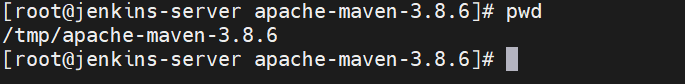 [root@jenkins-server apache-maven-3.8.6]# pwd
/tmp/apache-maven-3.8.6
[root@jenkins-server apache-maven-3.8.6]#